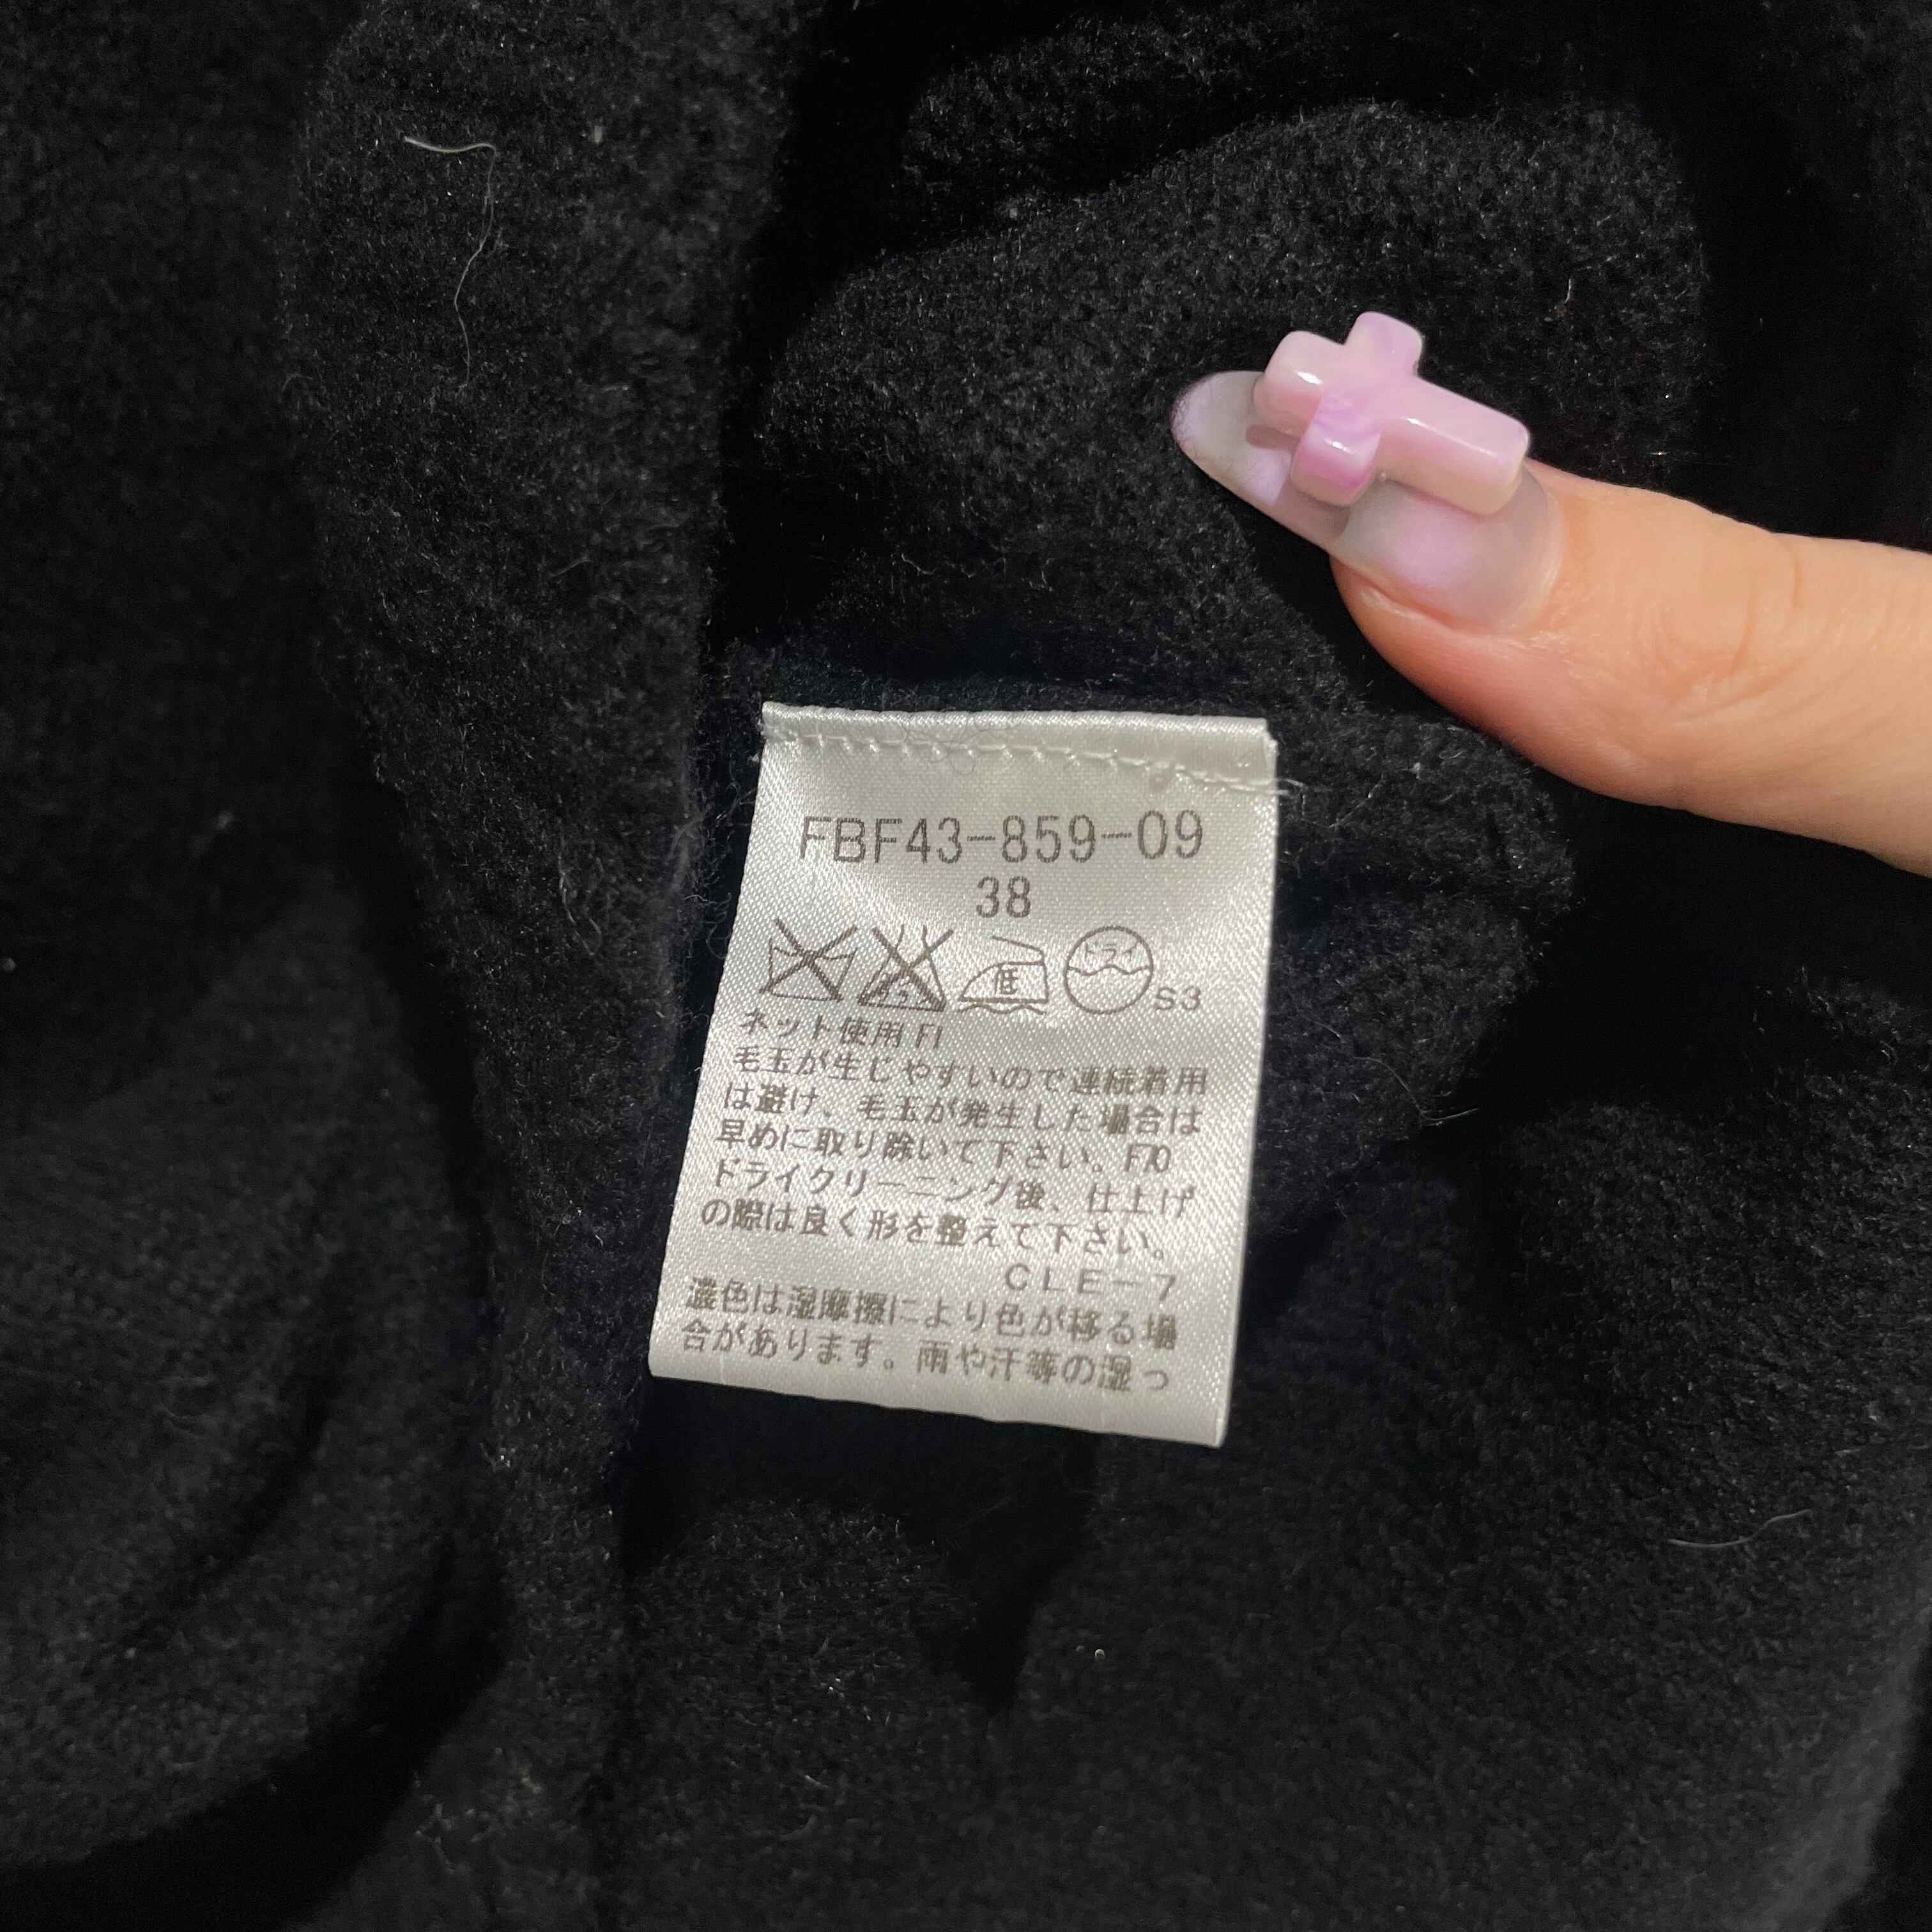 FBF43-859-09
38
低 ドライ S3
ネット使用 F1
毛玉が生じやすいので連続着用
は避け、毛玉が発生した場合は
早めに取り除いて下さい。F70
ドライクリーニング後、仕上げ
の際は良く形を整えて下さい。
CLE-7
濃色は湿摩擦により色が移る場
合があります。雨や汗等の湿っ